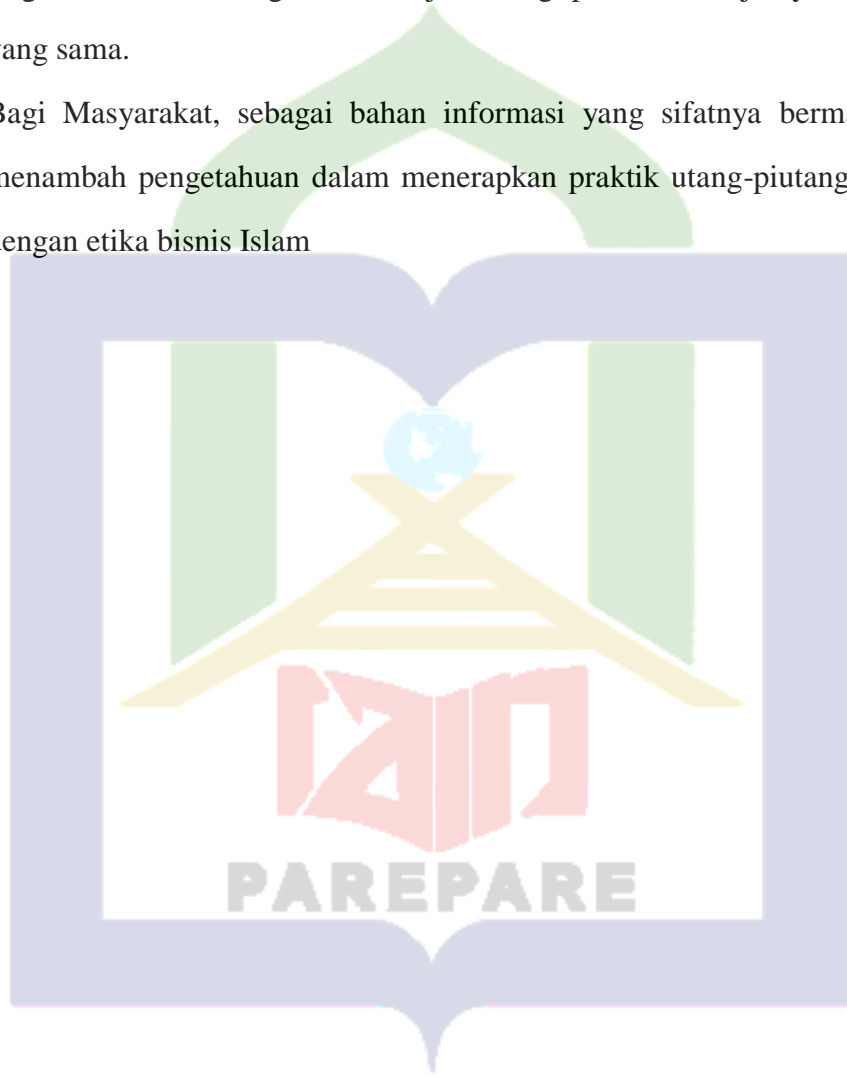 yang sama.
Bagi Masyarakat, sebagai bahan informasi yang sifatnya
menambah pengetahuan dalam menerapkan praktik utang-piutang
dengan etika bisnis Islam
iain
PAREPARE